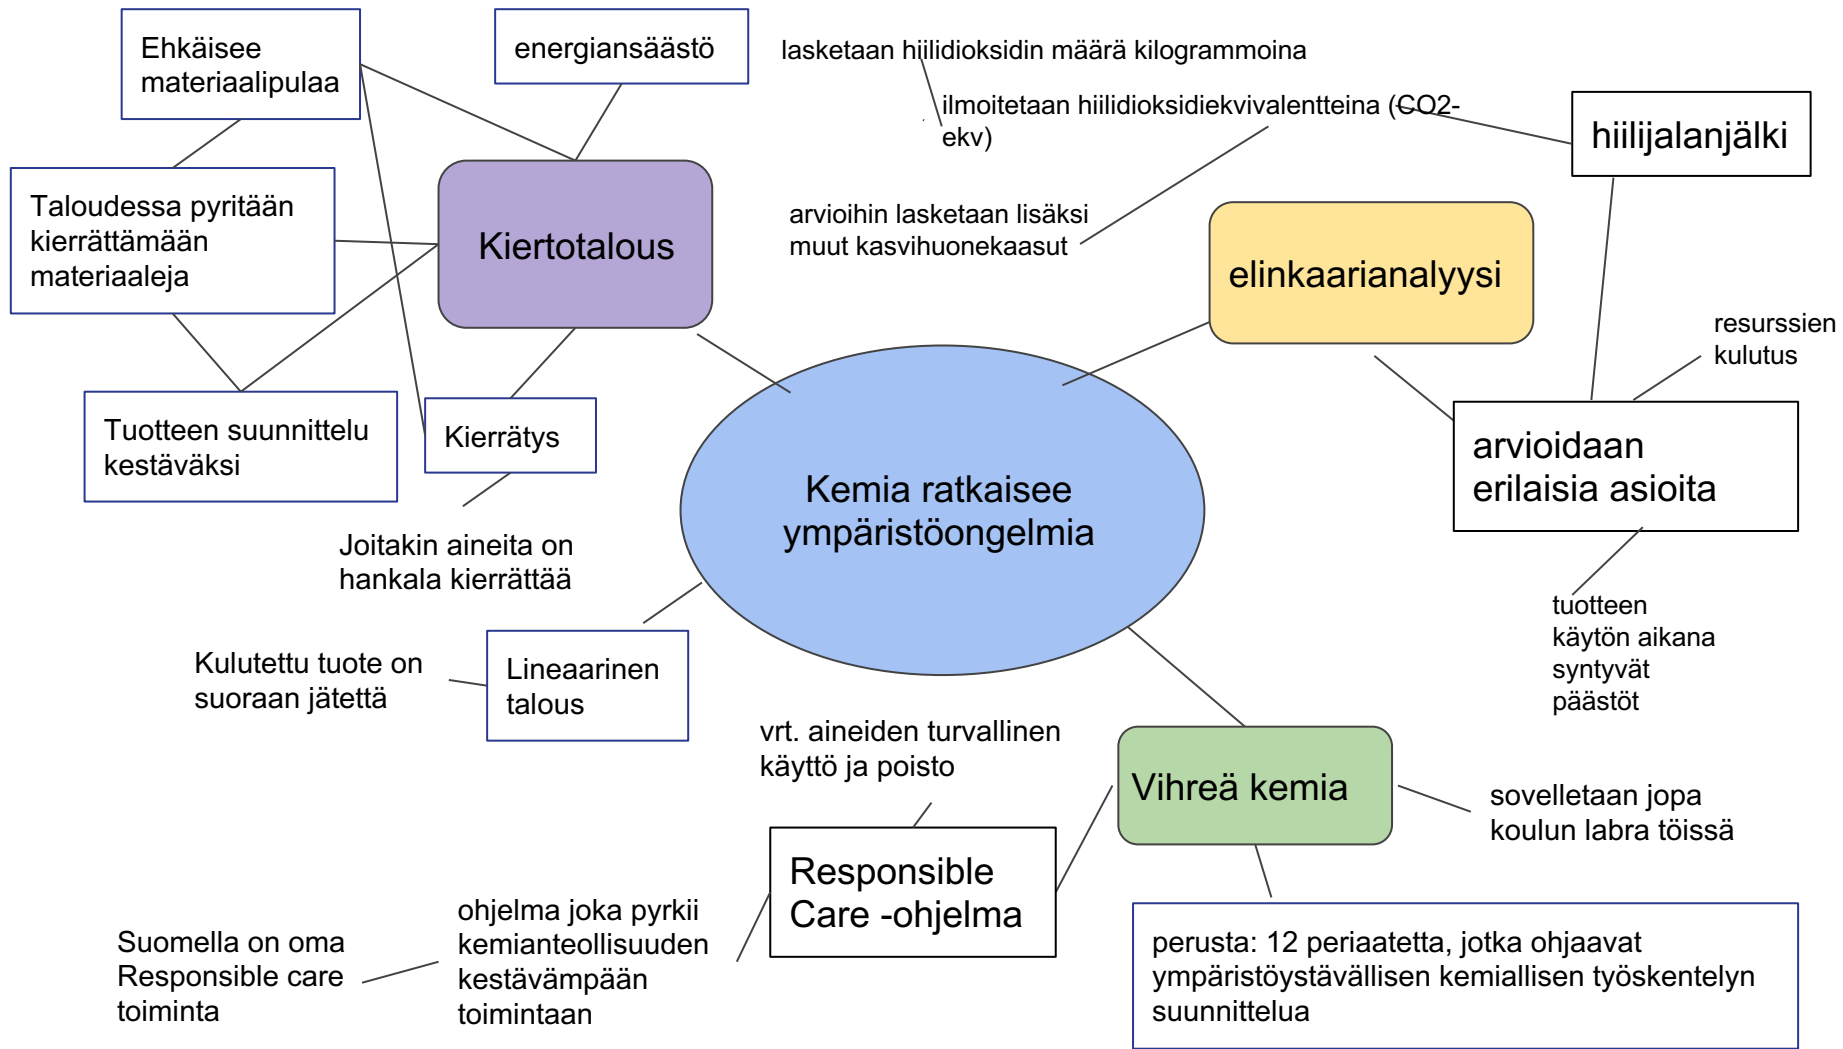 Ehkäisee
materiaalipulaa
energiansäästö
lasketaan hiilidioksidin määrä kilogrammoina
ilmoitetaan hiilidioksidiekvivalentteina (CO2-
ekv)
hiilijalanjälki
Taloudessa pyritään
kierrättämään
materiaaleja
Kiertotalous
arvioihin lasketaan lisäksi
muut kasvihuonekaasut
elinkaarianalyysi
resurssien
kulutus
Tuotteen suunnittelu
kestäväksi
Kierrätys
arvioidaan
erilaisia asioita
Kemia ratkaisee
ympäristöongelmia
Joitakin aineita on
hankala kierrättää
tuotteen
käytön aikana
syntyvät
päästöt
Kulutettu tuote on
suoraan jätettä
Lineaarinen
talous
vrt. aineiden turvallinen
käyttö ja poisto
Vihreä kemia
sovelletaan jopa
koulun labra töissä
Responsible
Care -ohjelma
ohjelma joka pyrkii
kemianteollisuuden
kestävämpään
toimintaan
Suomella on oma
Responsible care
toiminta
perusta: 12 periaatetta, jotka ohjaavat
ympäristöystävällisen kemiallisen työskentelyn
suunnittelua